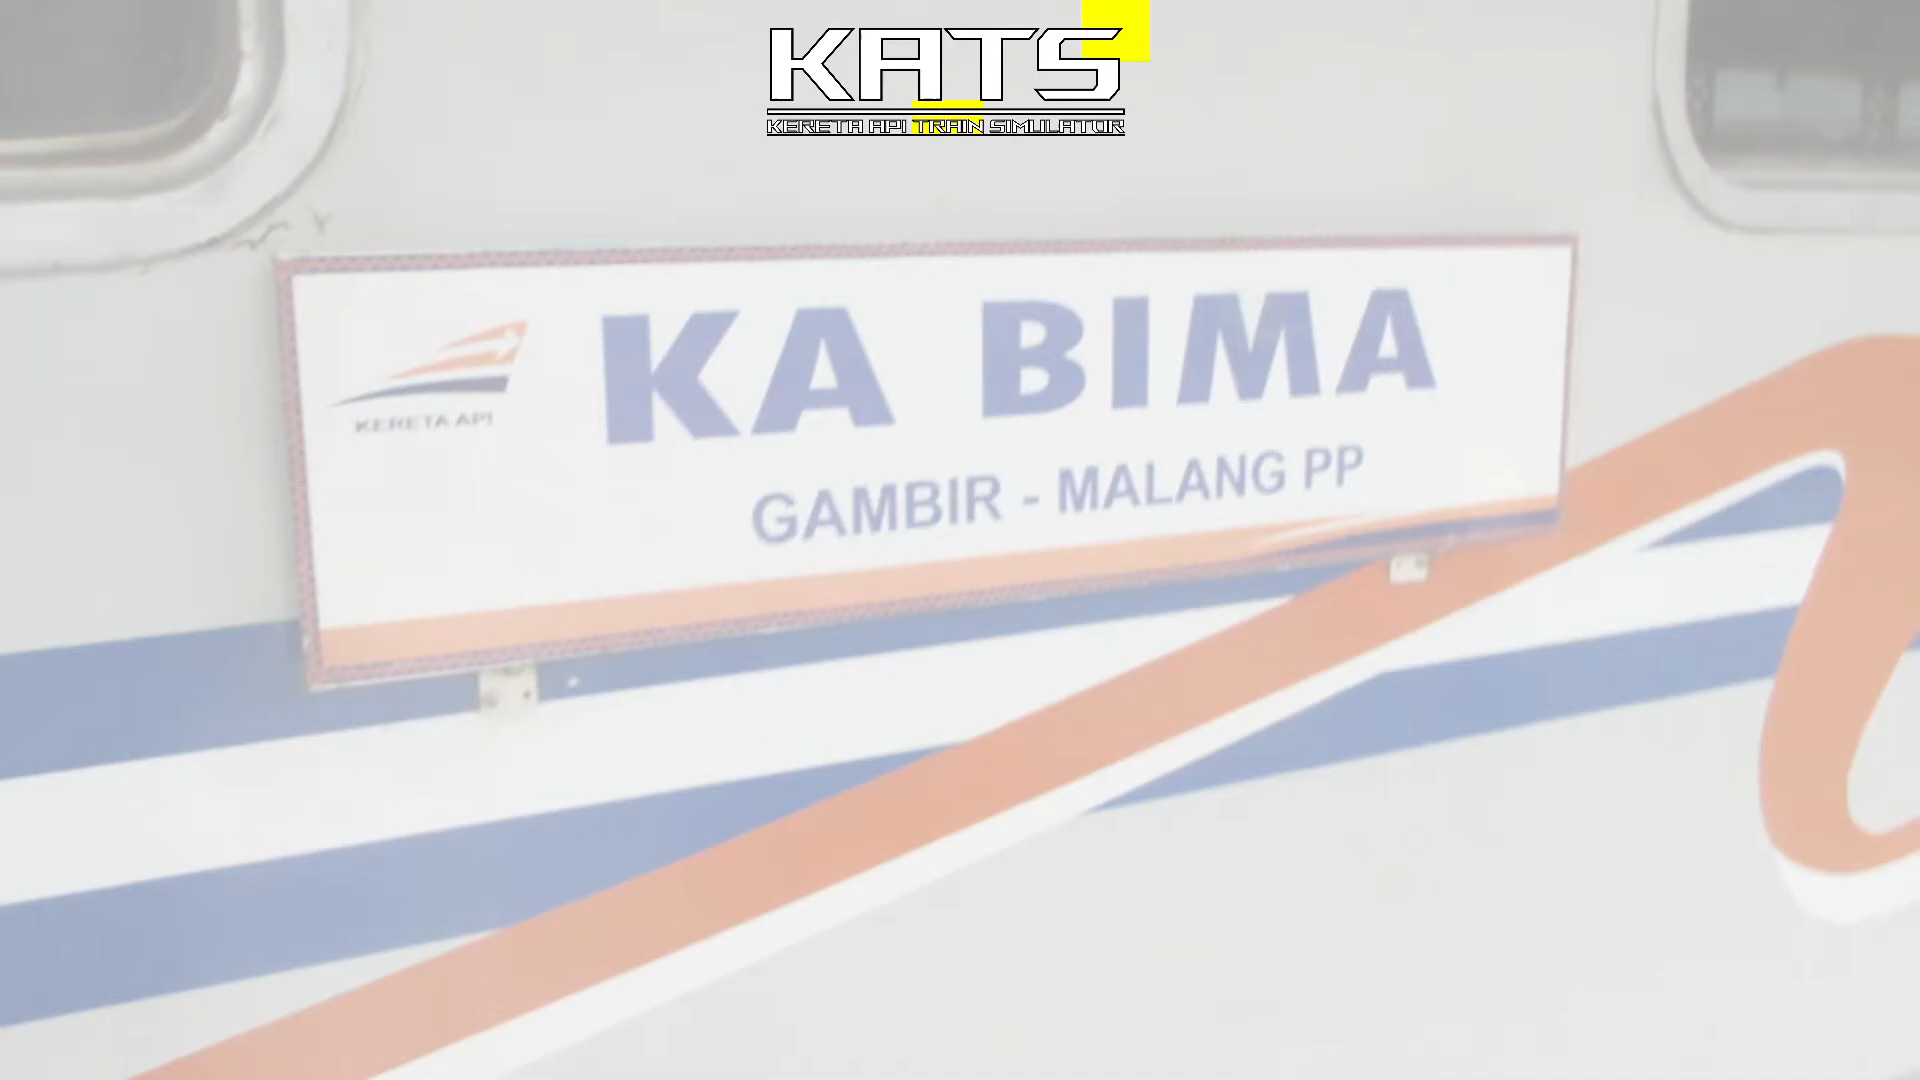 KATS
KERETA API TRAIN SIMULATOR
KA BIMA
KERETA API
GAMBIR - MALANG PP